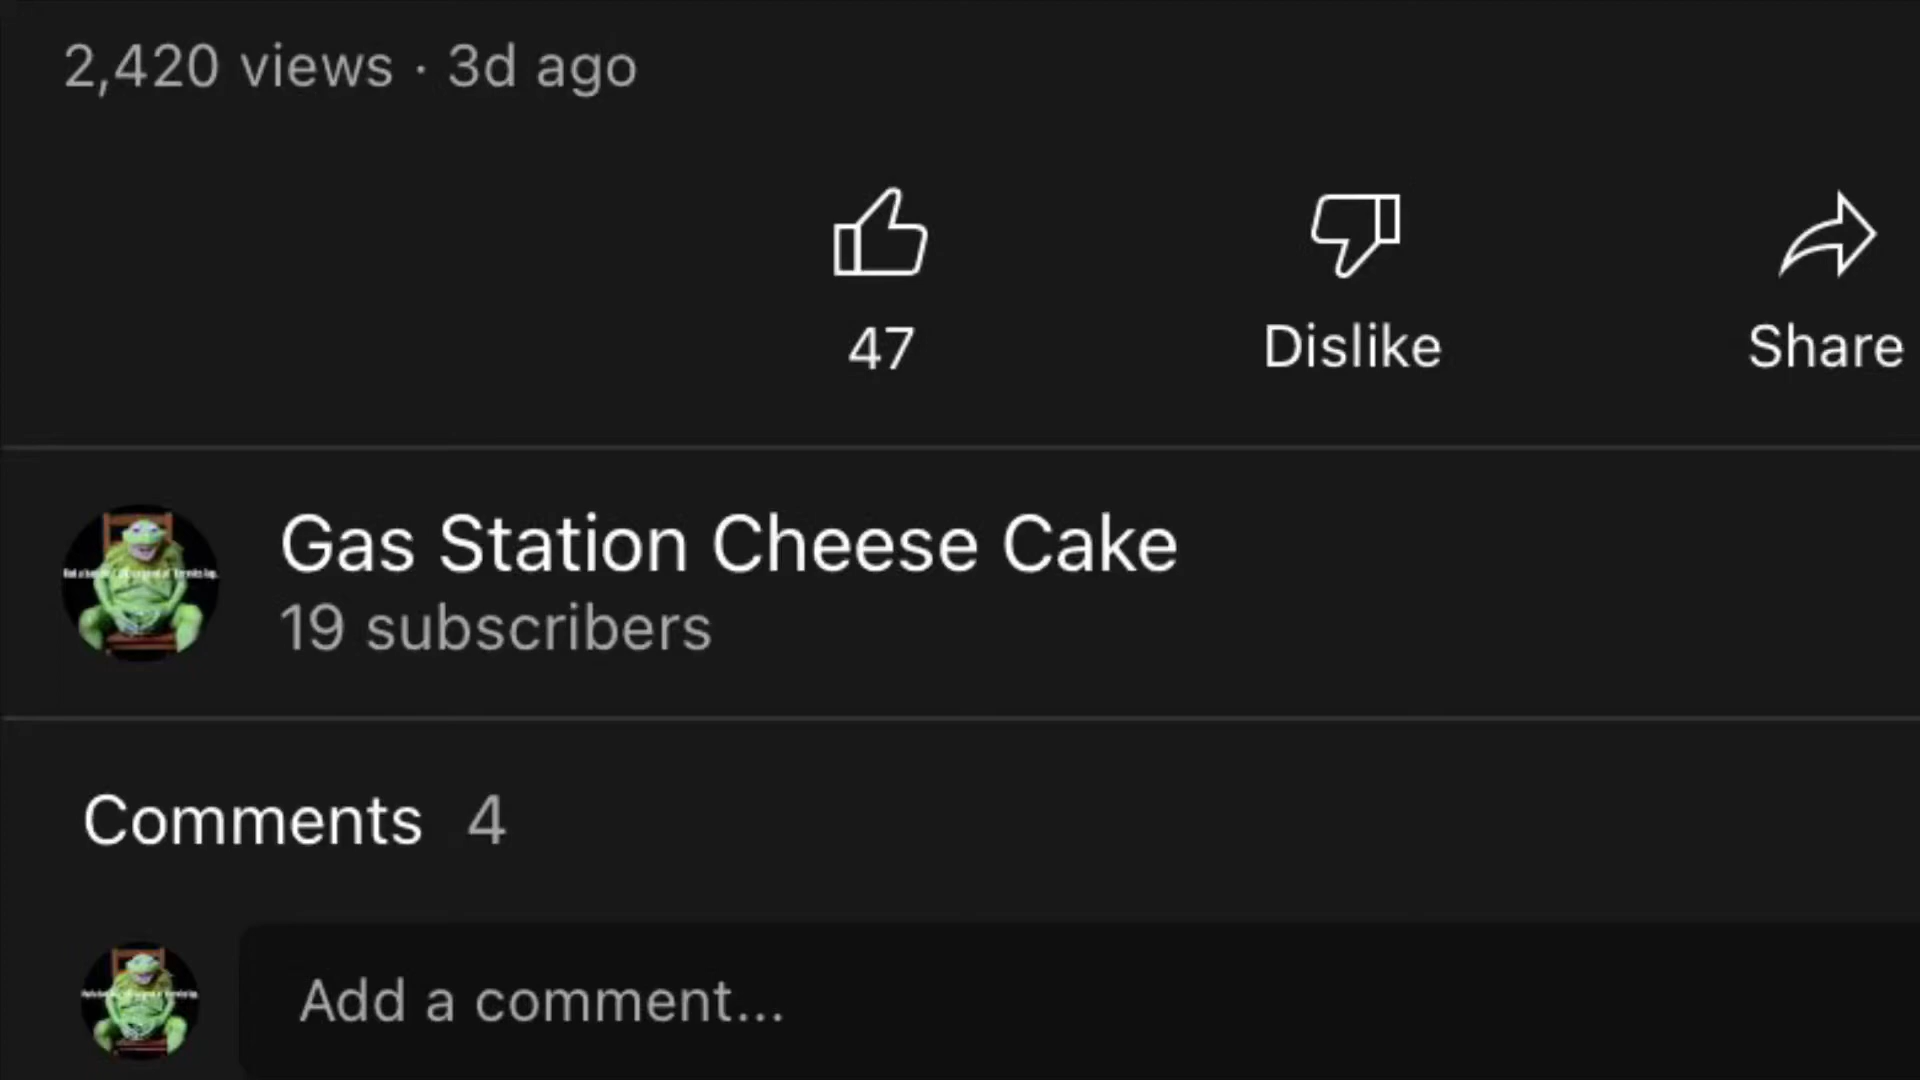 2,420 views · 3d ago
47
Dislike
Share
Gas Station Cheese Cake
19 subscribers
Comments 4
Add a comment...